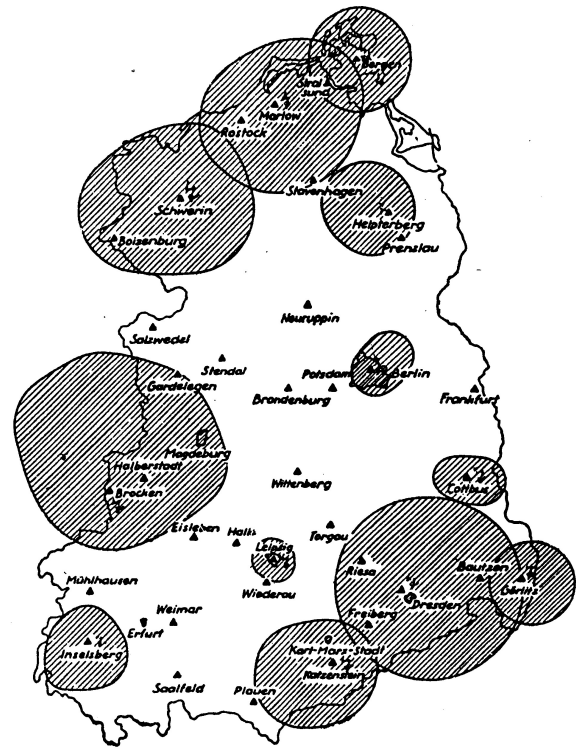 Bergen
Stral
sund
Marlow
Rostock
Stavenhagen
Schwerin
Helpterberg
Boizenburg
Prenzlau
Neuruppin
Salzwedel
Stendal
Gardelegen
Potsdam
Berlin
Brandenburg
Frankfurt
Magdeburg
Halberstadt
Wittenberg
Brocken
Cottbus
Eisleben
Halle
Torgau
Leipzig
Riesa
Bautzen
Görlitz
Mühlhausen
Wiederau
Dresden
Weimar
Erfurt
Freiberg
Inselsberg
Karl-Marx-Stadt
Katzenstein
Saalfeld
Plauen